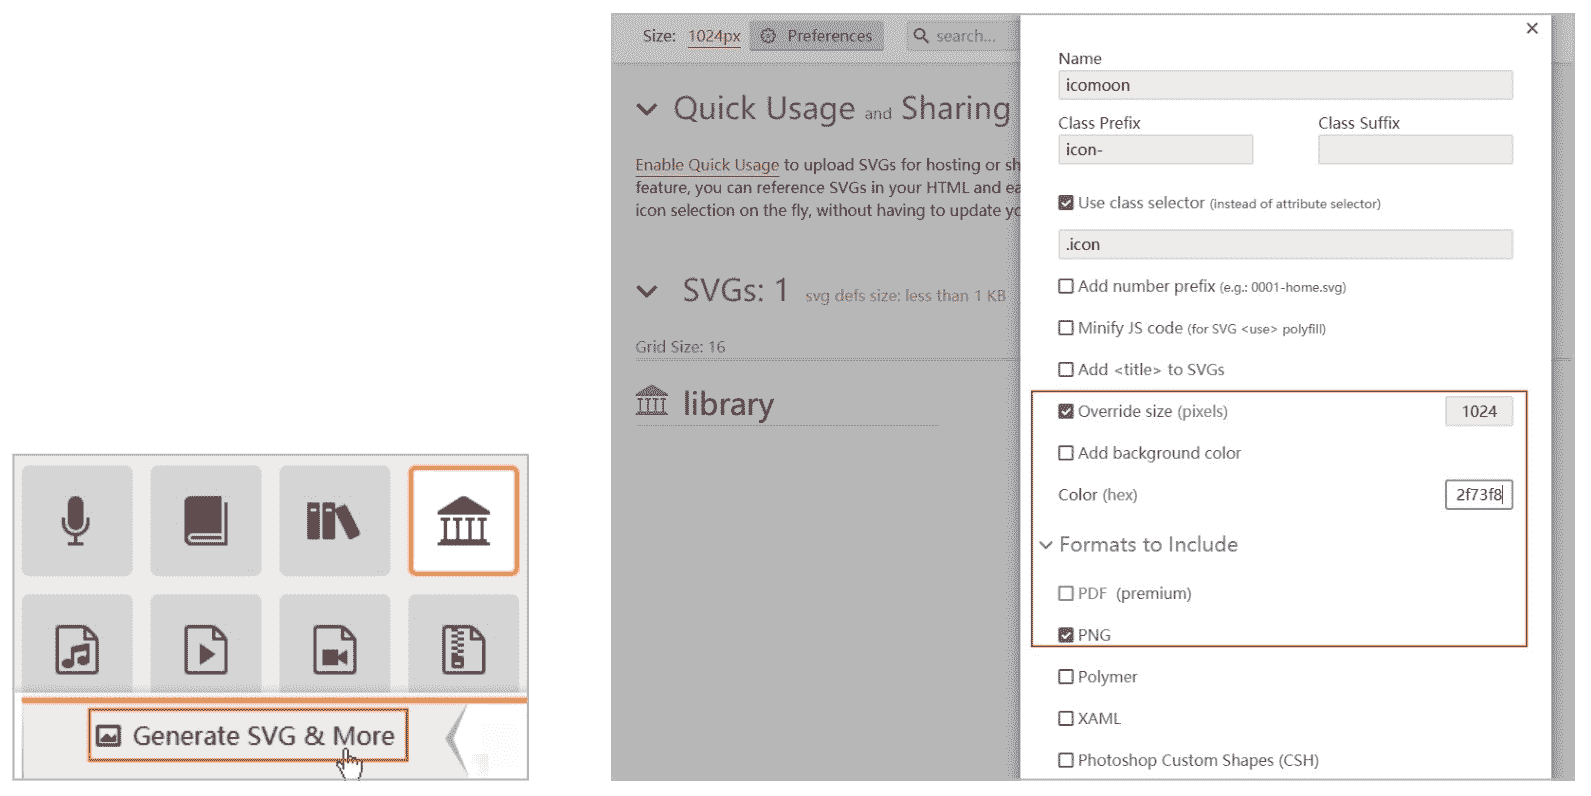 Generate SVG & More
Size: 1024px Preferences search...
Quick Usage and Sharing
Enable Quick Usage to upload SVGs for hosting or sh
feature, you can reference SVGs in your HTML and ea
icon selection on the fly, without having to update yo
SVGs: 1 svg defs size: less than 1 KB
Grid Size: 16
library
Name
icomoon
Class Prefix Class Suffix
icon-
Use class selector (instead of attribute selector)
.icon
Add number prefix (e.g.: 0001-home.svg)
Minify JS code (for SVG <use> polyfill)
Add <title> to SVGs
Override size (pixels) 1024
Add background color
Color (hex) 2f73f8
Formats to Include
PDF (premium)
PNG
Polymer
XAML
Photoshop Custom Shapes (CSH)